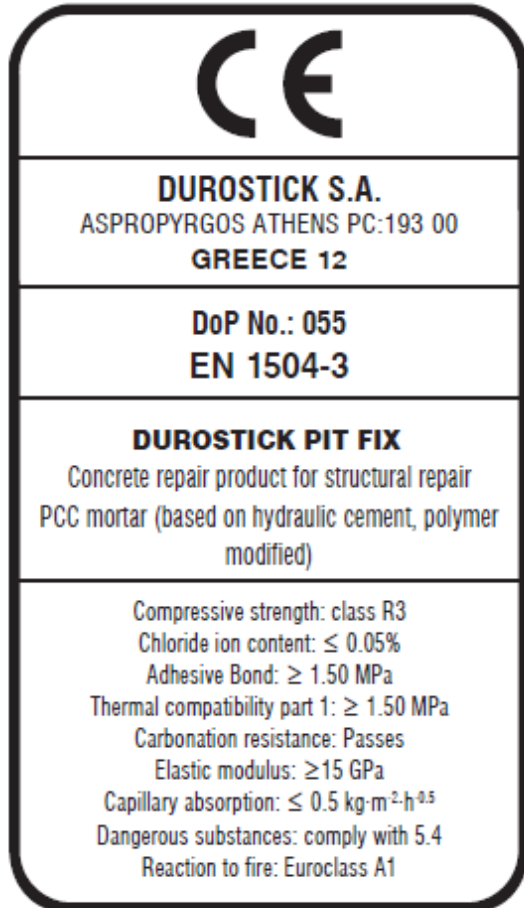 CE
DUROSTICK S.A.
ASPROPYRGOS ATHENS PC:193 00
GREECE 12
DoP No.: 055
EN 1504-3
DUROSTICK PIT FIX
Concrete repair product for structural repair
PCC mortar (based on hydraulic cement, polymer
modified)
Compressive strength: class R3
Chloride ion content: ≤ 0.05%
Adhesive Bond: ≥ 1.50 MPa
Thermal compatibility part 1: ≥ 1.50 MPa
Carbonation resistance: Passes
Elastic modulus: ≥15 GPa
Capillary absorption: ≤ 0.5 kg·m⁻²·h⁻⁰·⁵
Dangerous substances: comply with 5.4
Reaction to fire: Euroclass A1